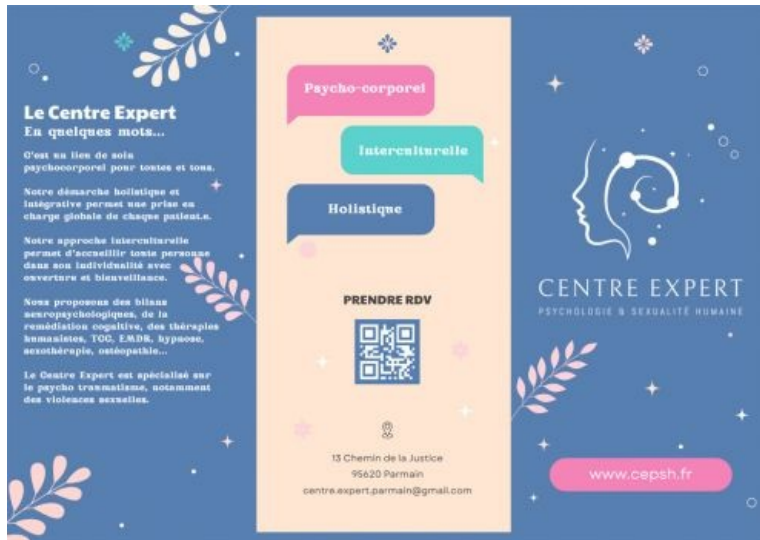 Le Centre Expert
En quelques mots...
C'est un lieu de soin
psychocorporel pour toutes et tous.
Notre démarche holistique et
intégrative permet une prise en
charge globale de chaque patient.e.
Notre approche interculturelle
permet d'accueillir toute personne
dans son individualité avec
ouverture et bienveillance.
Nous proposons des bilans
neuropsychologiques, de la
remédiation cognitive, des thérapies
humanistes, TCC, EMDR, hypnose,
sexothérapie, ostéopathie...
Le Centre Expert est spécialisé sur
le psycho traumatisme, notamment
des violences sexuelles.
Psycho-corporel
Interculturelle
Holistique
PRENDRE RDV
13 Chemin de la Justice
95620 Parmain
centre.expert.parmain@gmail.com
CENTRE EXPERT
PSYCHOLOGIE & SEXUALITÉ HUMAINE
www.cepsh.fr